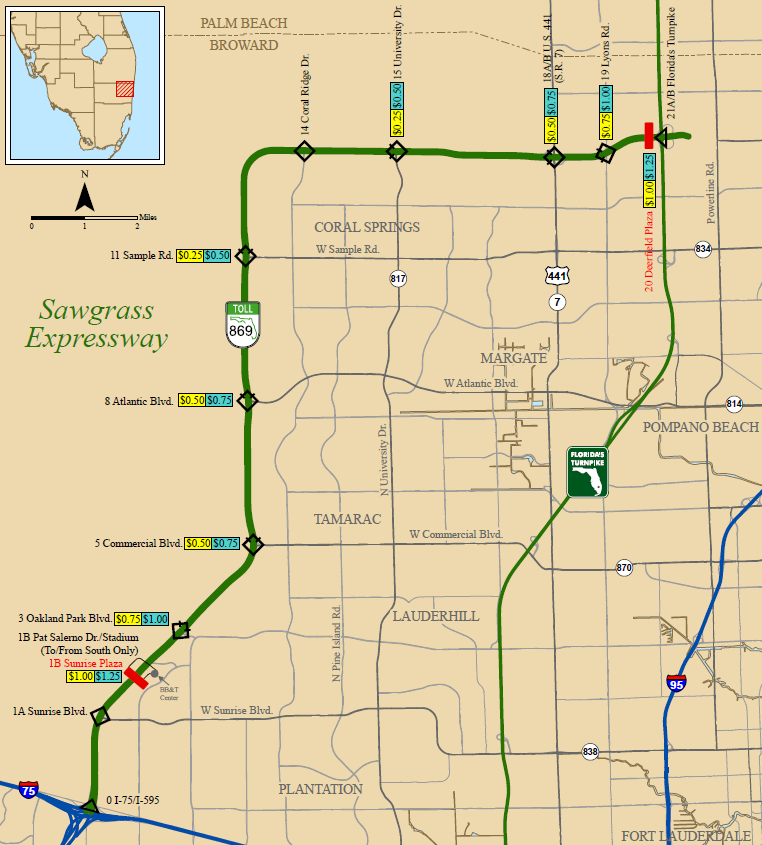 PALM BEACH
BROWARD
14 Coral Ridge Dr.
15 University Dr.
$0.25 $0.50
18A/B U.S. 441
(S.R. 7)
$0.50 $0.75
19 Lyons Rd.
$0.75 $1.00
21A/B Florida's Turnpike
20 Deerfield Plaza
$1.00 $1.25
Powerline Rd.
N
0 1 2 Miles
CORAL SPRINGS
W Sample Rd.
834
11 Sample Rd. $0.25 $0.50
817
441
7
Sawgrass
Expressway
TOLL
869
MARGATE
W Atlantic Blvd.
8 Atlantic Blvd. $0.50 $0.75
814
POMPANO BEACH
N University Dr.
FLORIDA'S
TURNPIKE
TAMARAC
W Commercial Blvd.
5 Commercial Blvd. $0.50 $0.75
870
3 Oakland Park Blvd. $0.75 $1.00
LAUDERHILL
1B Pat Salerno Dr./Stadium
(To/From South Only)
1B Sunrise Plaza
$1.00 $1.25
BB&T
Center
N Pine Island Rd.
95
1A Sunrise Blvd.
W Sunrise Blvd.
838
75
0 I-75/I-595
PLANTATION
FORT LAUDERDALE